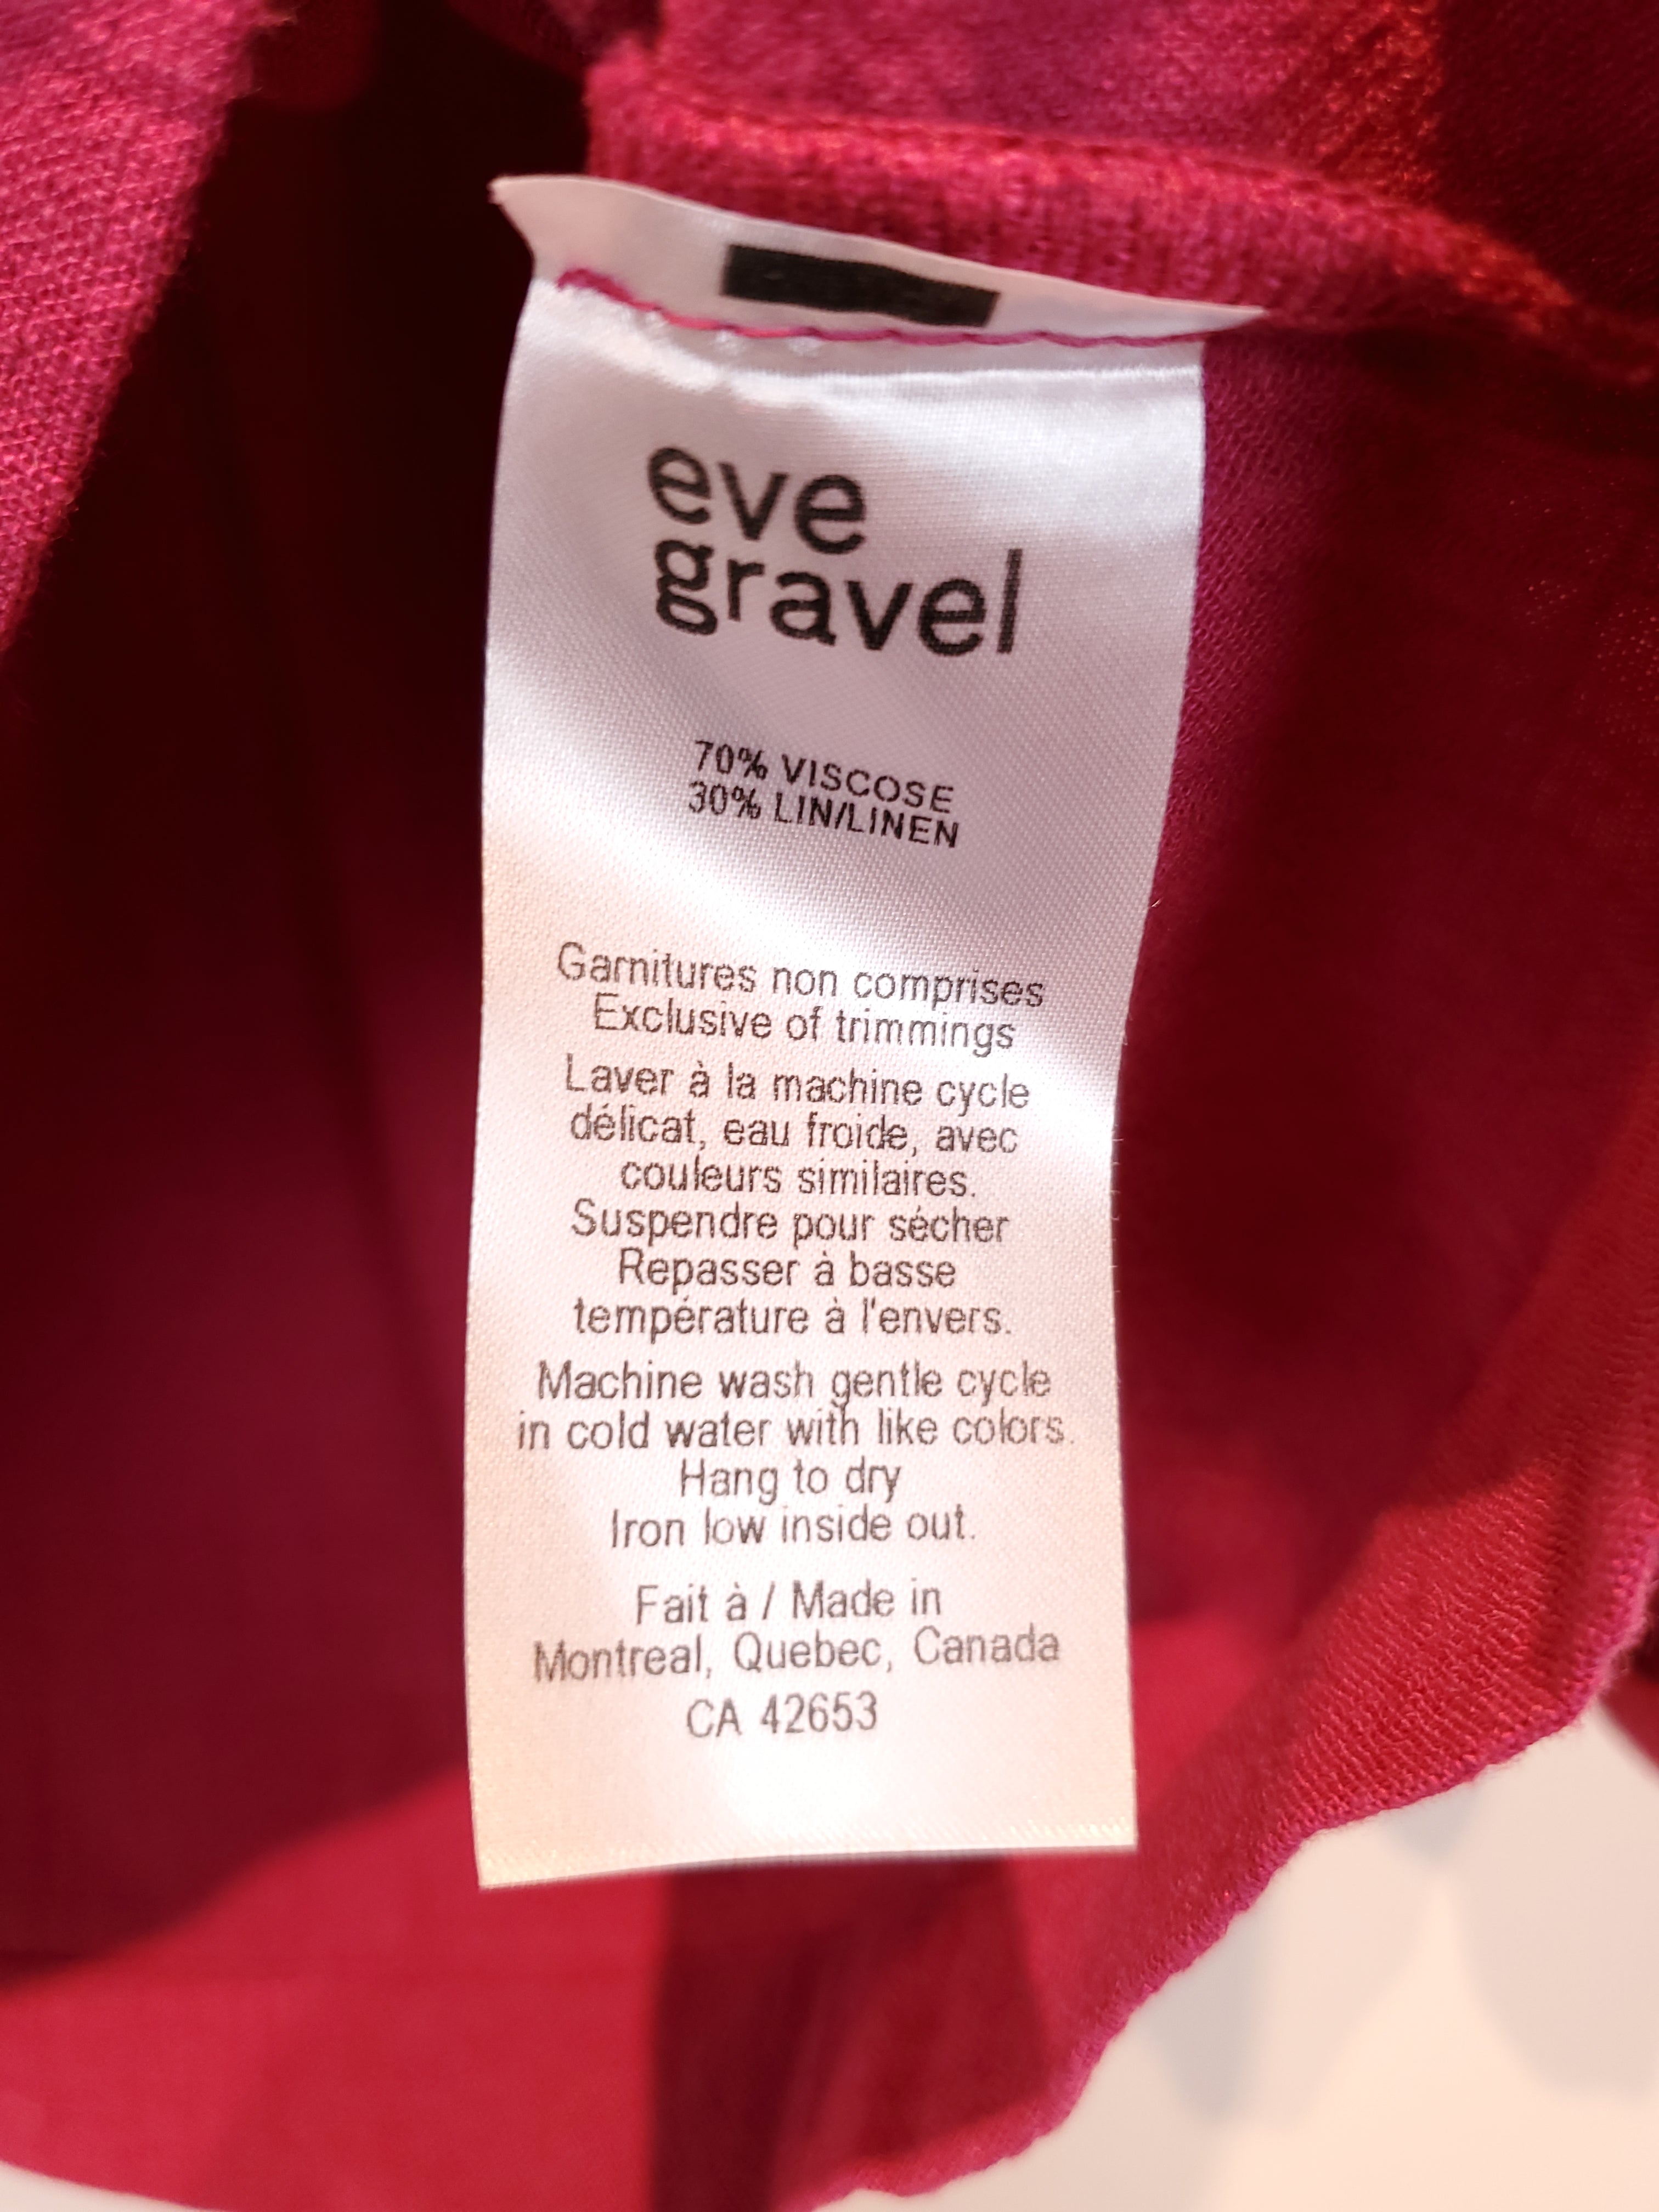 eve
gravel
70% VISCOSE
30% LIN/LINEN
Garnitures non comprises
Exclusive of trimmings
Laver à la machine cycle
délicat, eau froide, avec
couleurs similaires.
Suspendre pour sécher
Repasser à basse
température à l'envers.
Machine wash gentle cycle
in cold water with like colors.
Hang to dry
Iron low inside out.
Fait à / Made in
Montreal, Quebec, Canada
CA 42653